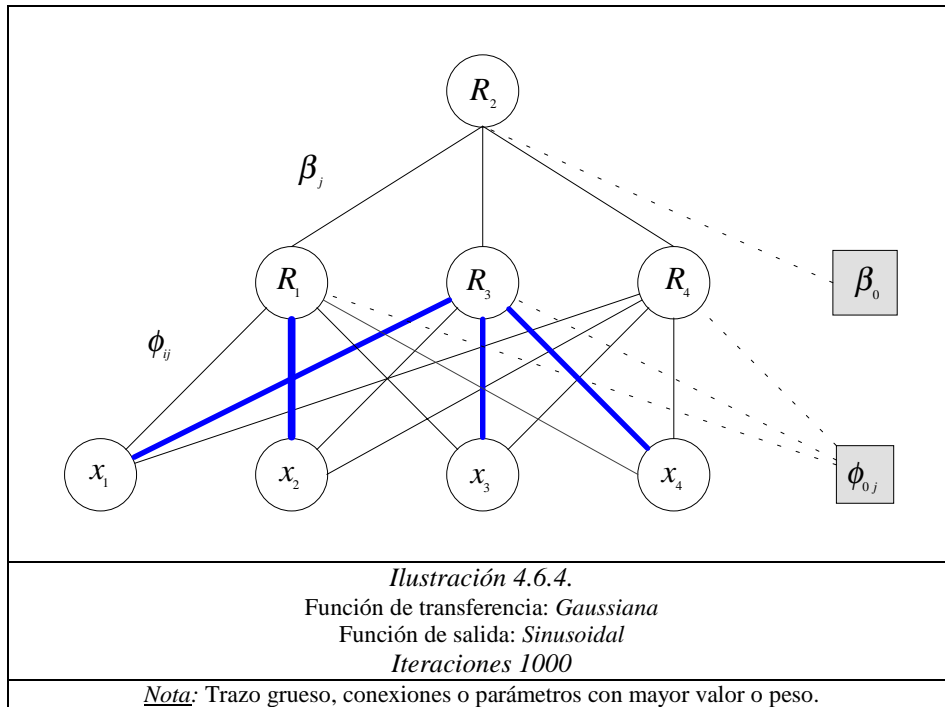 R₂
βⱼ
R₁ R₃ R₄ β₀
ϕᵢⱼ
x₁ x₂ x₃ x₄ ϕ₀ⱼ
Ilustración 4.6.4.
Función de transferencia: Gaussiana
Función de salida: Sinusoidal
Iteraciones 1000
Nota: Trazo grueso, conexiones o parámetros con mayor valor o peso.